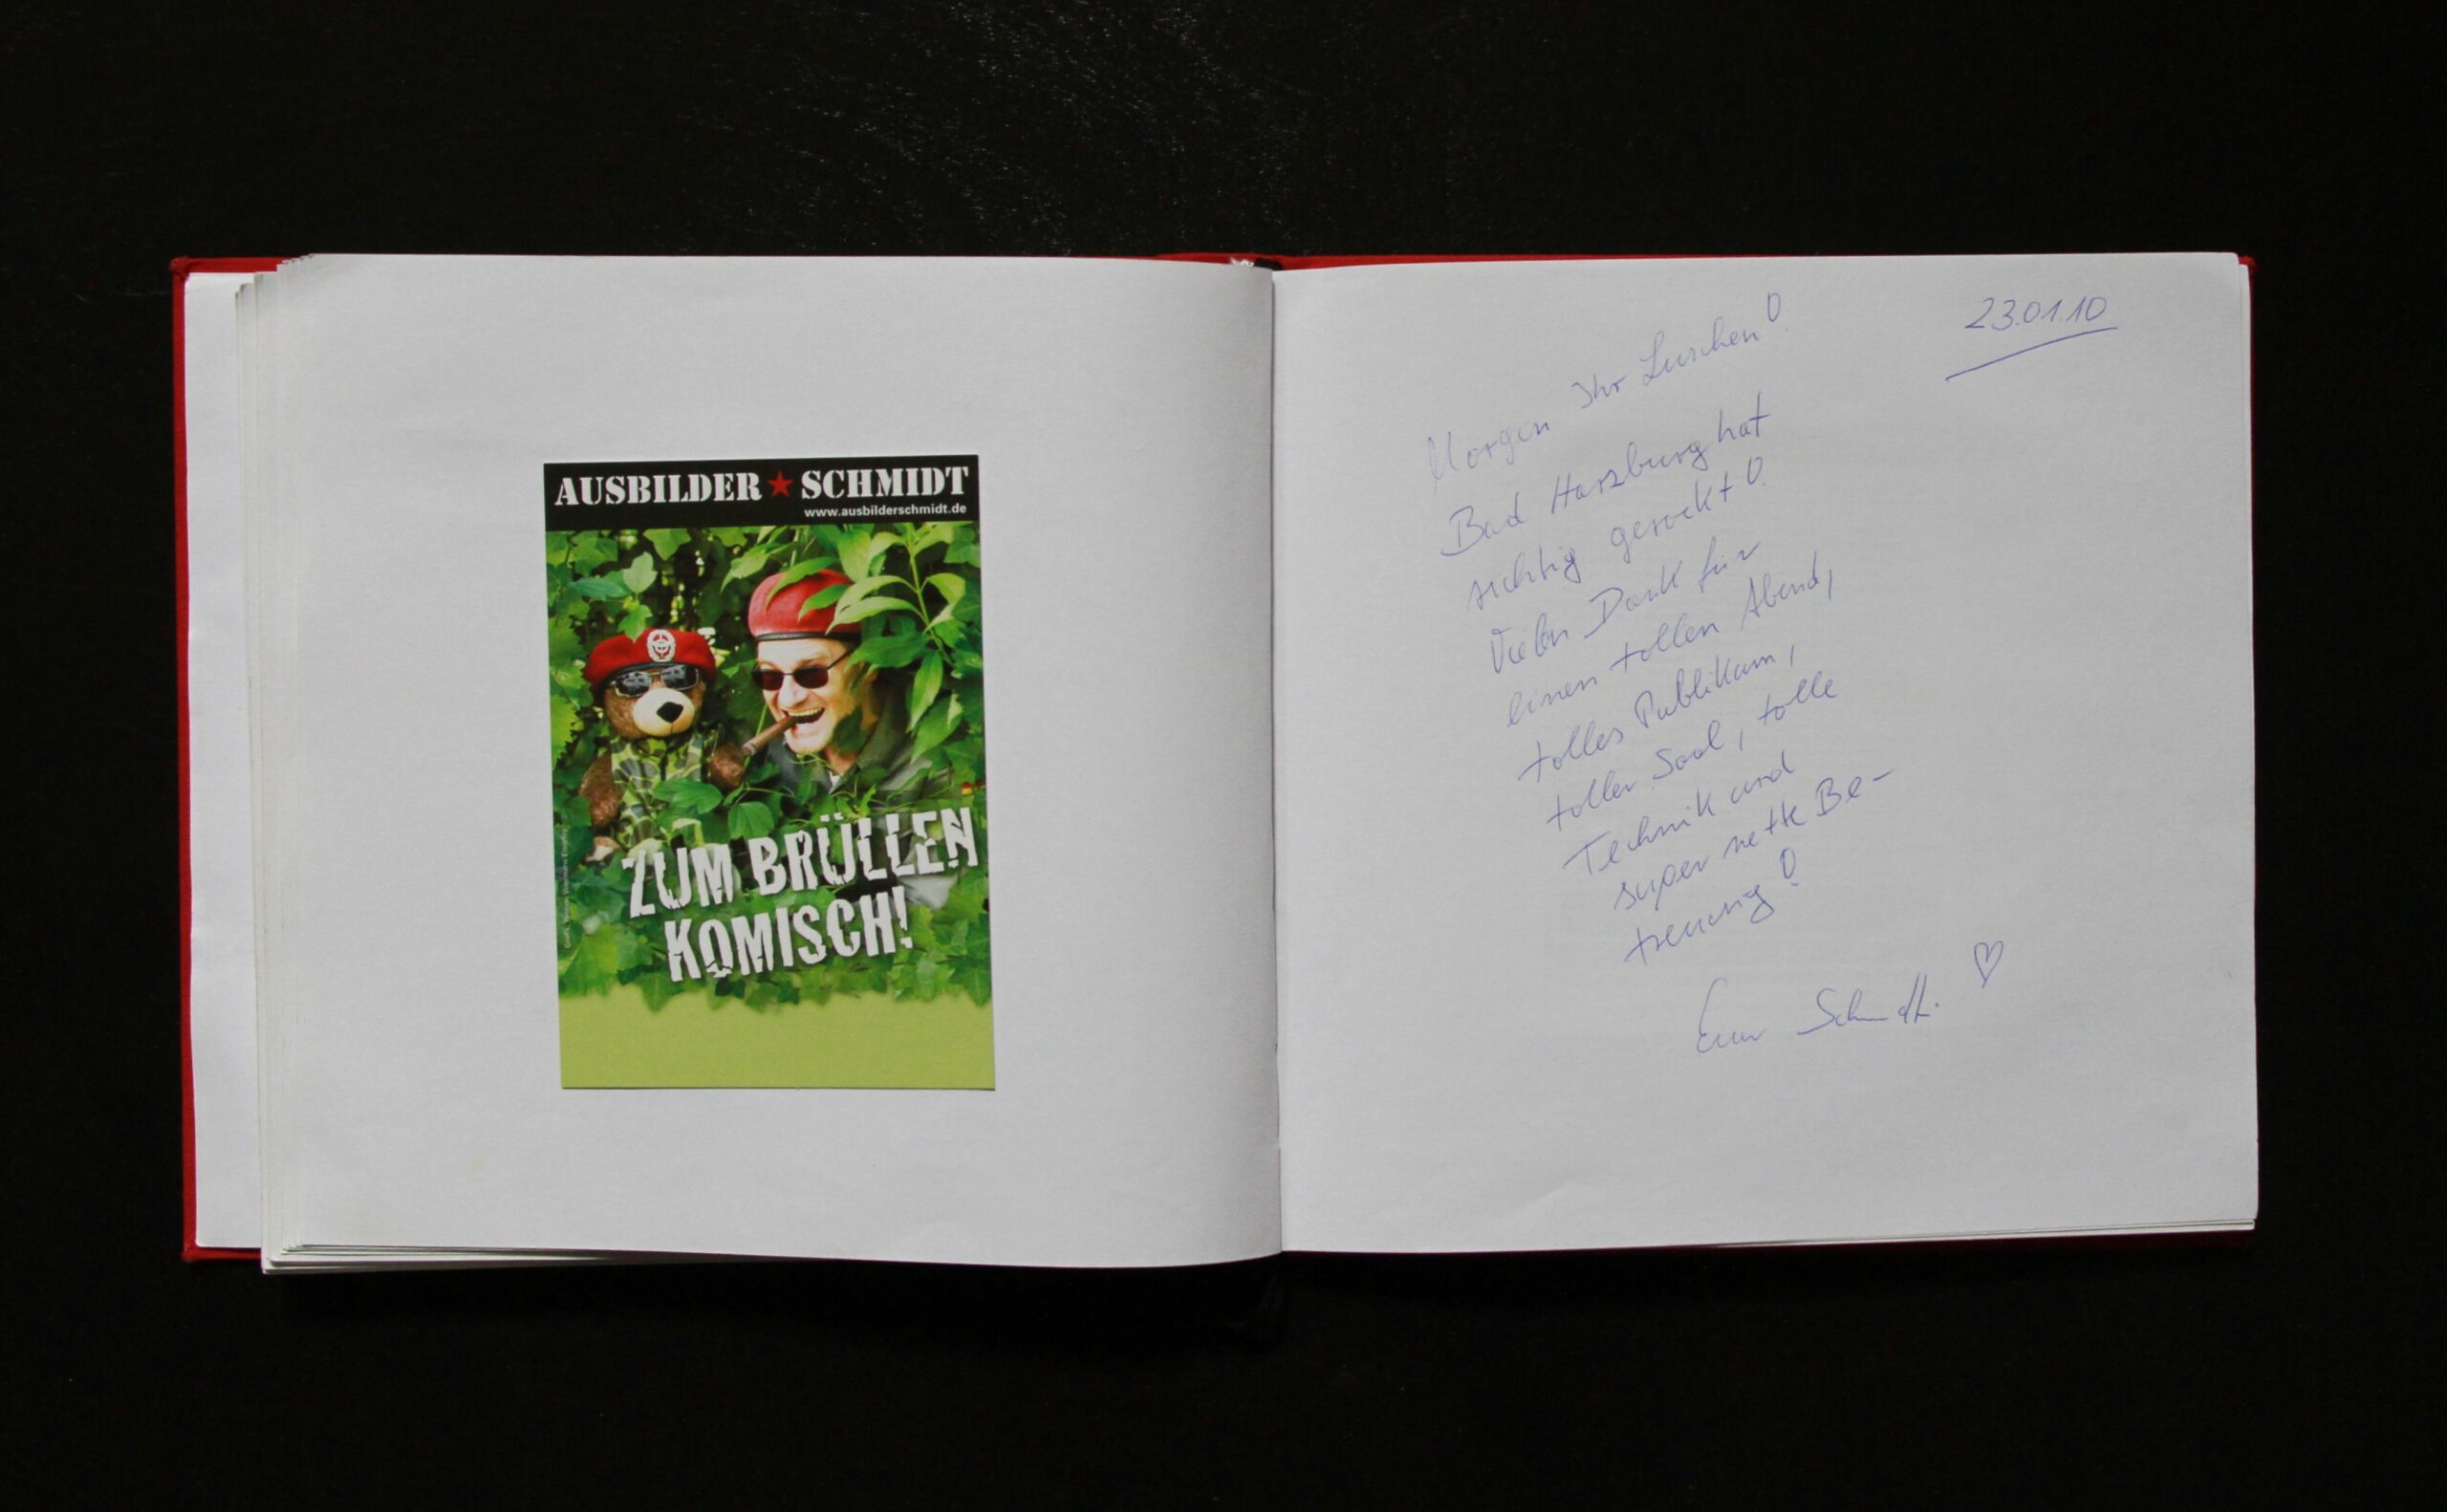 AUSBILDER★SCHMIDT
www.ausbilderschmidt.de
ZUM BRÜLLEN
KOMISCH!
23.01.10
Morgen Ihr Luschen!
Bad Harzburg hat
richtig gerockt!
Vielen Dank für
einen tollen Abend,
tolles Publikum,
toller Saal, tolle
Technik und
super nette Be-
treuung!
Euer Schmidt. ♡